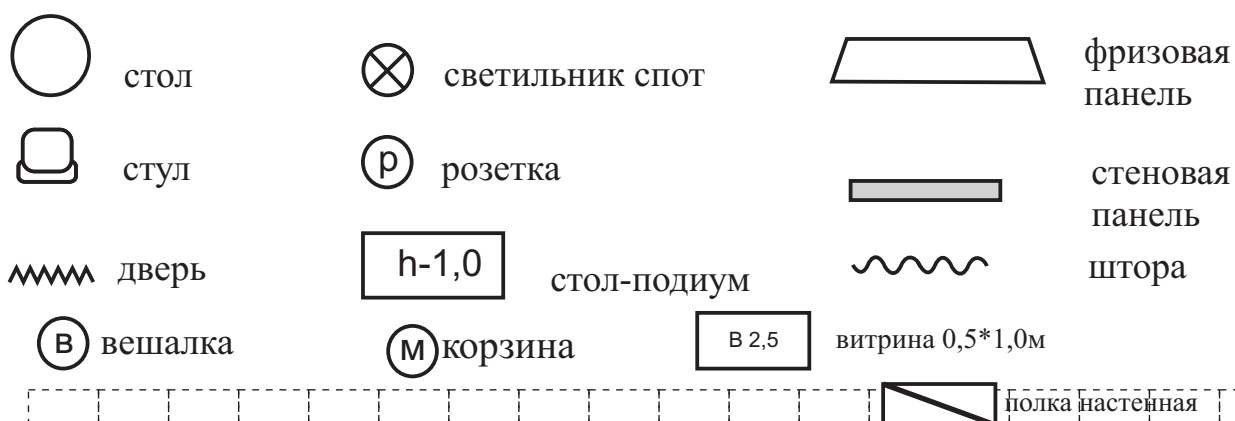 стол
светильник спот
фризовая
панель
стул
р розетка
стеновая
панель
дверь
h-1,0 стол-подиум
штора
В вешалка
М корзина
В 2,5 витрина 0,5*1,0м
полка настенная